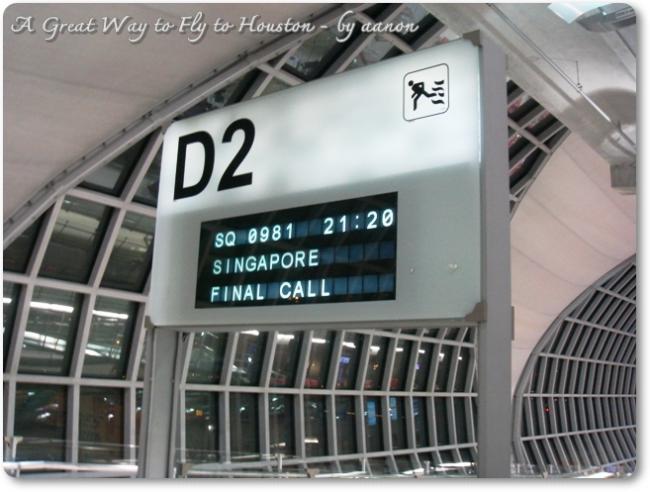 A Great Way to Fly to Houston - by aanon
D2
SQ 0981 21:20
SINGAPORE
FINAL CALL